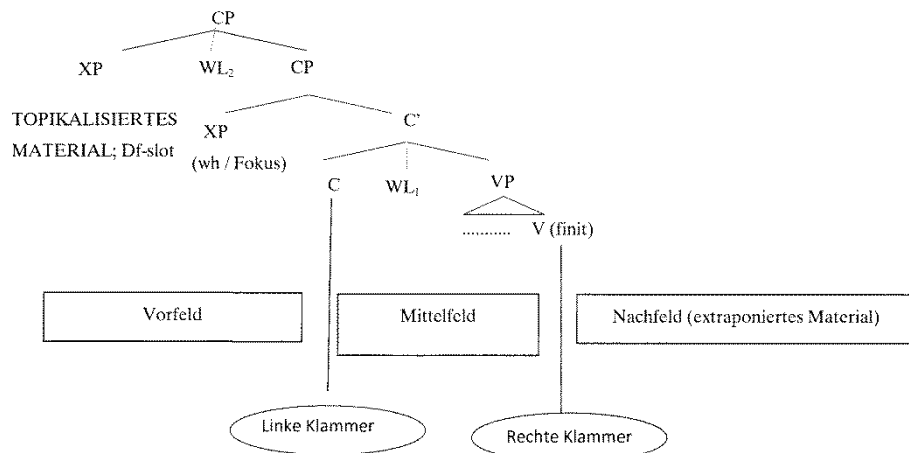 CP
XP WL₂ CP
TOPIKALISIERTES
MATERIAL; Df-slot
XP C'
(wh / Fokus)
C WL₁ VP
............ V (finit)
Vorfeld Mittelfeld Nachfeld (extraponiertes Material)
Linke Klammer Rechte Klammer